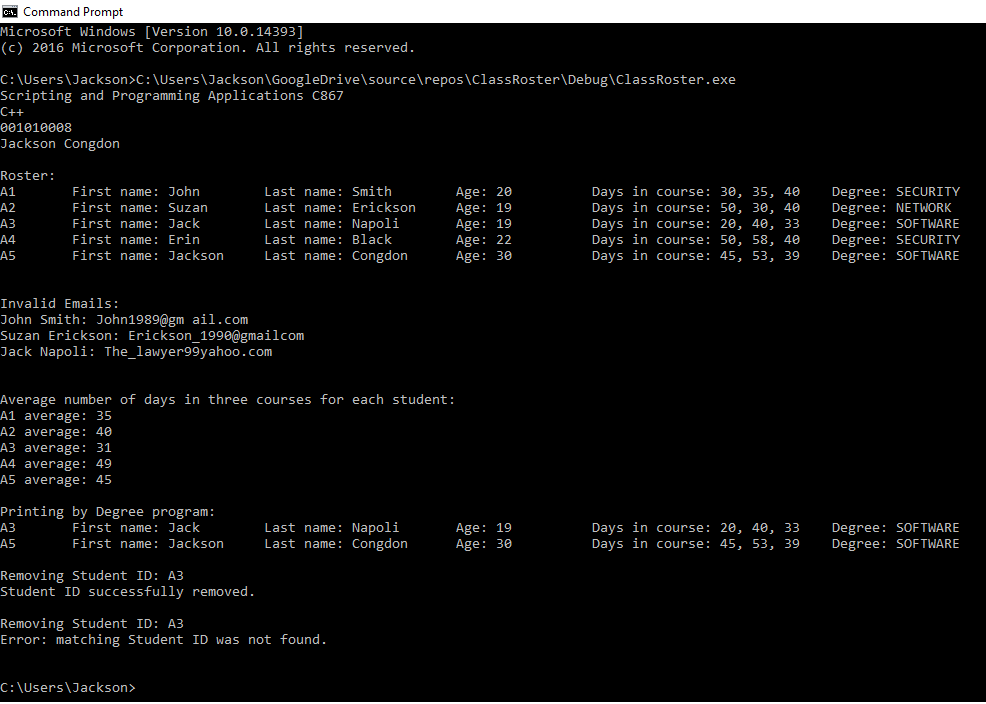 Command Prompt
Microsoft Windows [Version 10.0.14393]
(c) 2016 Microsoft Corporation. All rights reserved.
C:\Users\Jackson>C:\Users\Jackson\GoogleDrive\source\repos\ClassRoster\Debug\ClassRoster.exe
Scripting and Programming Applications C867
C++
001010008
Jackson Congdon
Roster:
A1 First name: John Last name: Smith Age: 20 Days in course: 30, 35, 40 Degree: SECURITY
A2 First name: Suzan Last name: Erickson Age: 19 Days in course: 50, 30, 40 Degree: NETWORK
A3 First name: Jack Last name: Napoli Age: 19 Days in course: 20, 40, 33 Degree: SOFTWARE
A4 First name: Erin Last name: Black Age: 22 Days in course: 50, 58, 40 Degree: SECURITY
A5 First name: Jackson Last name: Congdon Age: 30 Days in course: 45, 53, 39 Degree: SOFTWARE
Invalid Emails:
John Smith: John1989@gm ail.com
Suzan Erickson: Erickson_1990@gmailcom
Jack Napoli: The_lawyer99yahoo.com
Average number of days in three courses for each student:
A1 average: 35
A2 average: 40
A3 average: 31
A4 average: 49
A5 average: 45
Printing by Degree program:
A3 First name: Jack Last name: Napoli Age: 19 Days in course: 20, 40, 33 Degree: SOFTWARE
A5 First name: Jackson Last name: Congdon Age: 30 Days in course: 45, 53, 39 Degree: SOFTWARE
Removing Student ID: A3
Student ID successfully removed.
Removing Student ID: A3
Error: matching Student ID was not found.
C:\Users\Jackson>